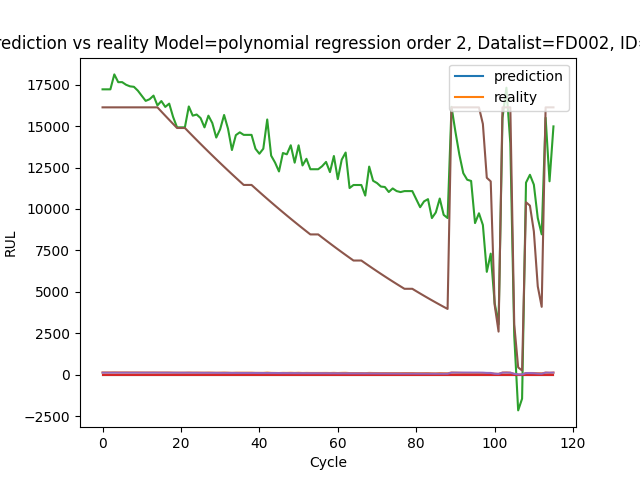 rediction vs reality Model=polynomial regression order 2, Datalist=FD002, ID=
prediction
reality
17500
15000
12500
10000
7500
5000
2500
0
−2500
RUL
0 20 40 60 80 100 120
Cycle